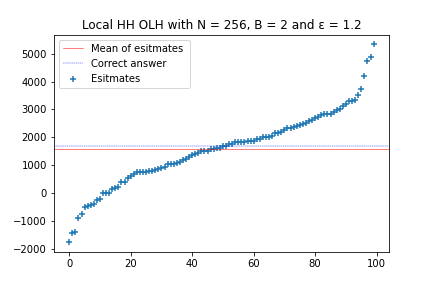 Local HH OLH with N = 256, B = 2 and ε = 1.2
Mean of esitmates
Correct answer
Esitmates
5000
4000
3000
2000
1000
0
−1000
−2000
0 20 40 60 80 100